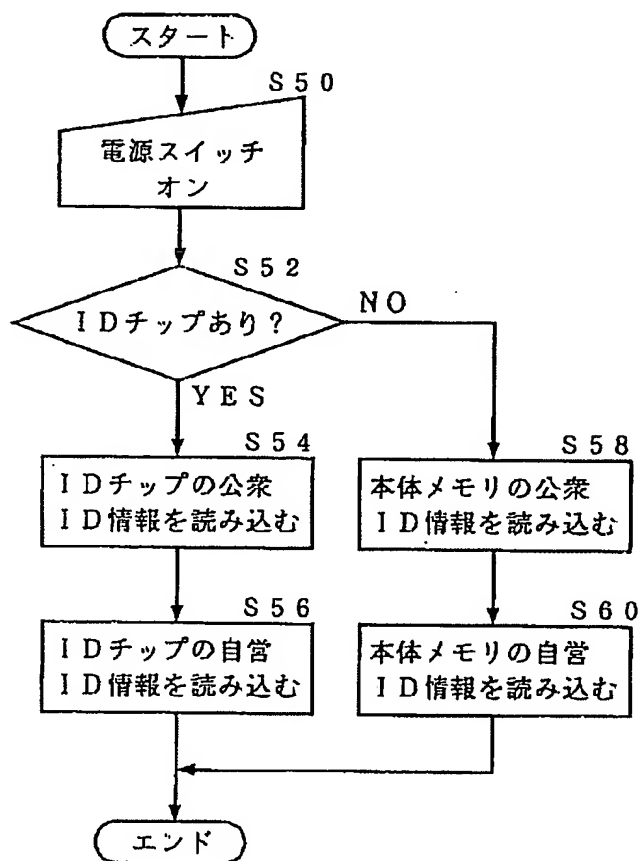 スタート
S50
電源スイッチ
オン
S52
IDチップあり?
NO
YES
S54
IDチップの公衆
ID情報を読み込む
S58
本体メモリの公衆
ID情報を読み込む
S56
IDチップの自営
ID情報を読み込む
S60
本体メモリの自営
ID情報を読み込む
エンド